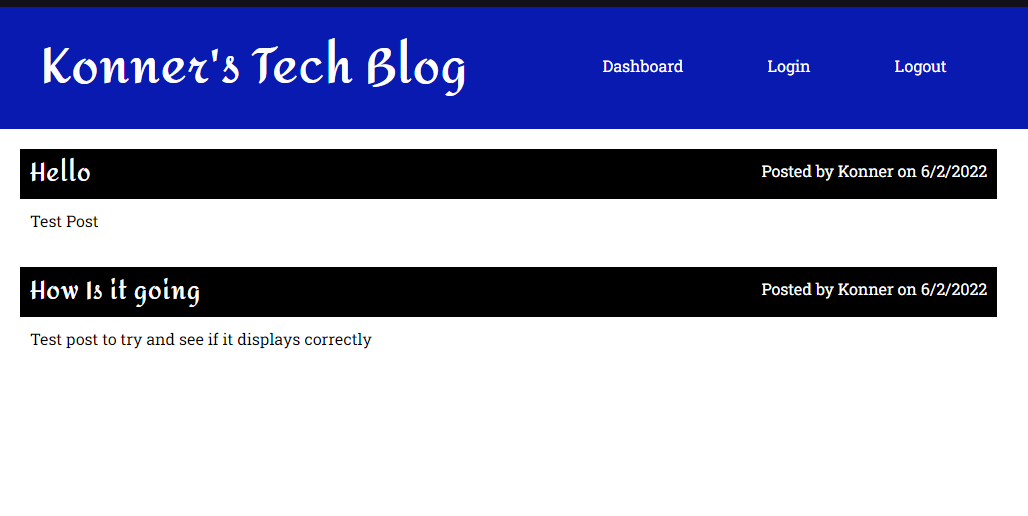 Konner's Tech Blog
Dashboard Login Logout
Hello
Posted by Konner on 6/2/2022
Test Post
How Is it going
Posted by Konner on 6/2/2022
Test post to try and see if it displays correctly